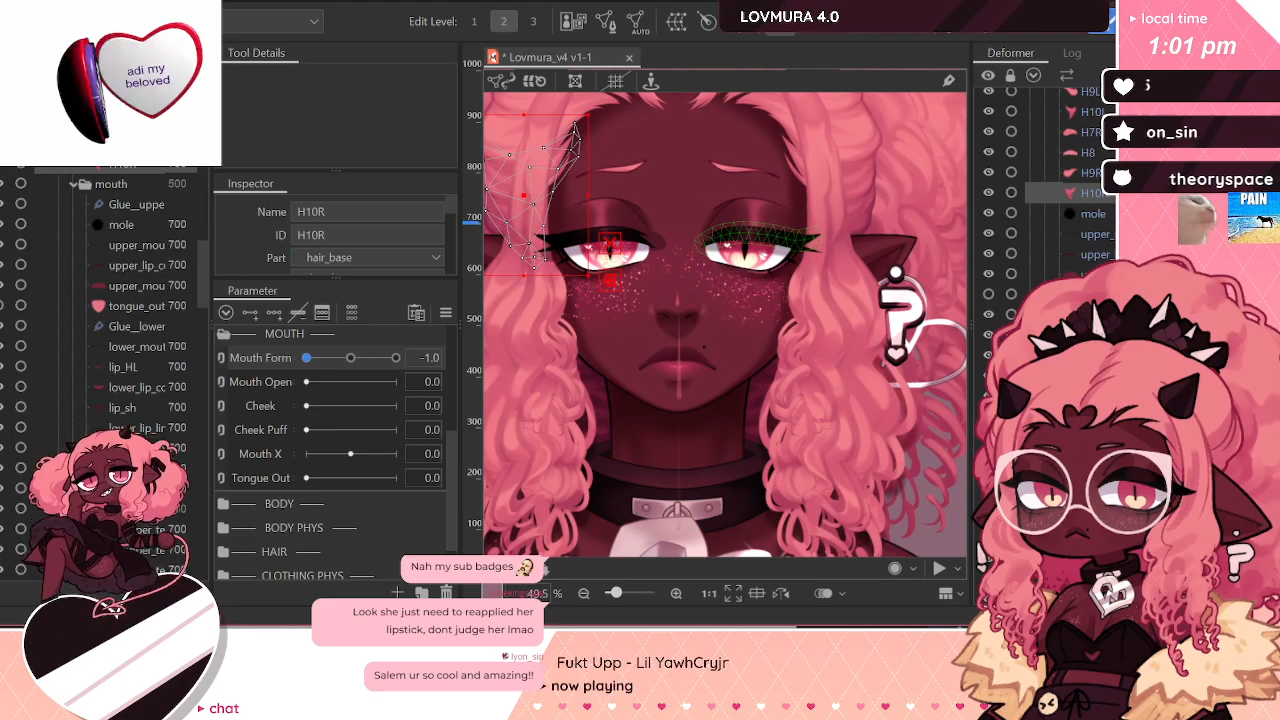 adi my
beloved
Edit Level: 1 2 3
AUTO
LOVMURA 4.0
local time
1:01 pm
Tool Details
* Lovmura_v4 v1-1
Deformer
Log
on_sin
theoryspace
PAIN
mouth 500
Glue_uppe
mole 700
upper_mou 700
upper_lip_c 700
upper_mou 700
tongue_out 700
Glue_lower
lower_mout 700
lip_HL 700
lower_lip_cc 700
lip_sh 700
Inspector
Name H10R
ID H10R
Part hair_base
Parameter
MOUTH
Mouth Form -1.0
Mouth Open 0.0
Cheek 0.0
Cheek Puff 0.0
Mouth X 0.0
Tongue Out 0.0
BODY
BODY PHYS
HAIR
CLOTHING PHYS
1000
900
800
700
600
500
400
300
200
100
H9L
H10L
H7R
H8
H9R
H10R
mole
1:1
Nah my sub badges
Look she just need to reapplied her
lipstick, dont judge her lmao
lyon_sin
Salem ur so cool and amazing!!
chat
Fukt Upp - Lil YawhCryjr
now playing